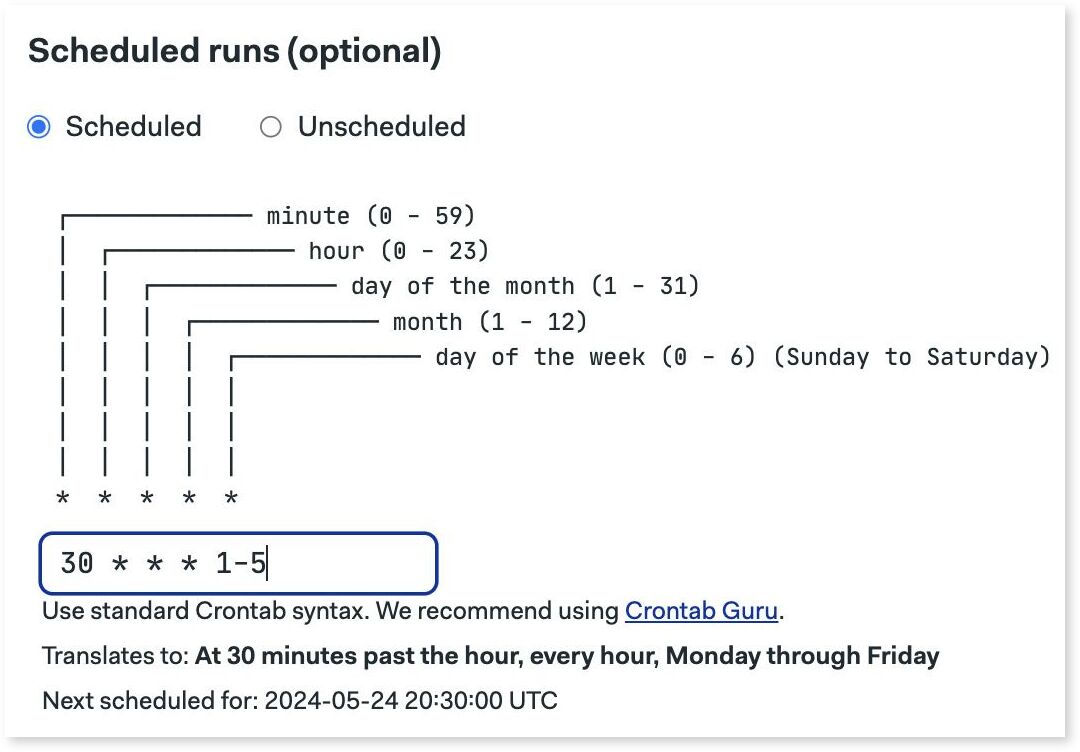 Scheduled runs (optional)
Scheduled Unscheduled
minute (0 - 59)
hour (0 - 23)
day of the month (1 - 31)
month (1 - 12)
day of the week (0 - 6) (Sunday to Saturday)
* * * * *
30 * * * 1-5
Use standard Crontab syntax. We recommend using Crontab Guru.
Translates to: At 30 minutes past the hour, every hour, Monday through Friday
Next scheduled for: 2024-05-24 20:30:00 UTC